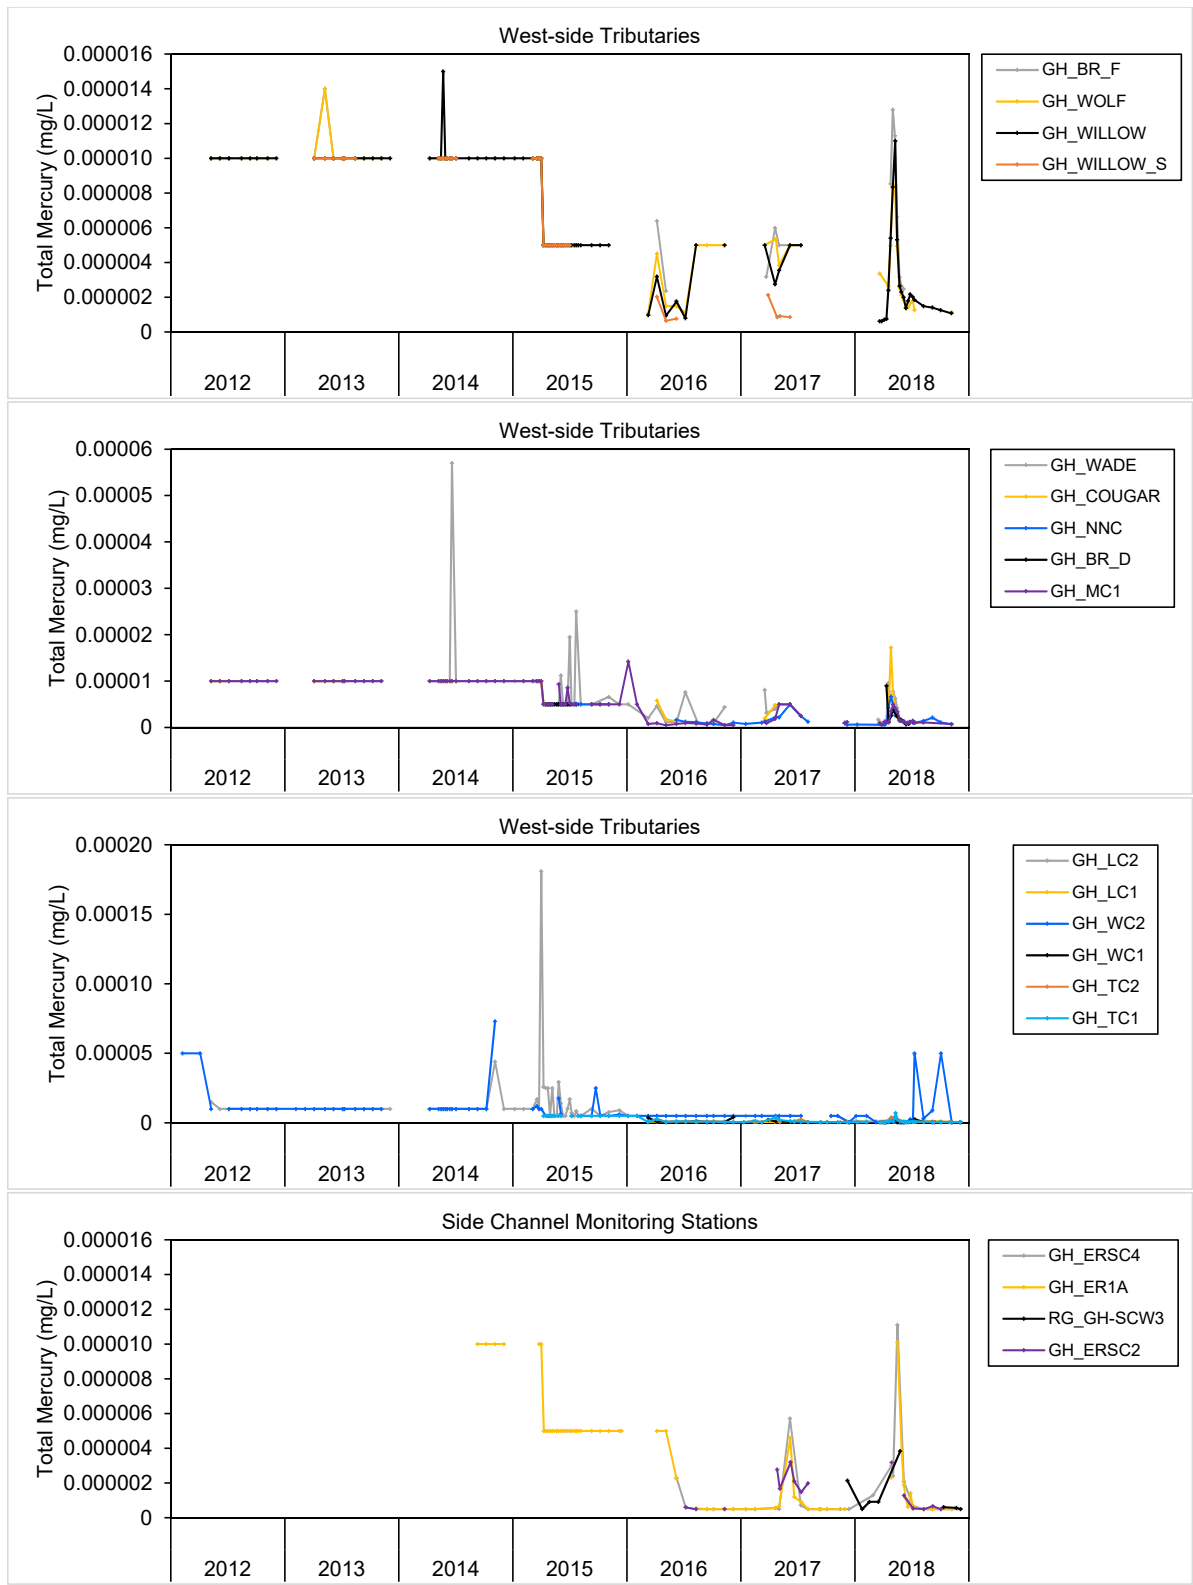 West-side Tributaries
Total Mercury (mg/L)
0.000016
0.000014
0.000012
0.000010
0.000008
0.000006
0.000004
0.000002
0
2012 2013 2014 2015 2016 2017 2018
GH_BR_F
GH_WOLF
GH_WILLOW
GH_WILLOW_S
West-side Tributaries
Total Mercury (mg/L)
0.00006
0.00005
0.00004
0.00003
0.00002
0.00001
0
2012 2013 2014 2015 2016 2017 2018
GH_WADE
GH_COUGAR
GH_NNC
GH_BR_D
GH_MC1
West-side Tributaries
Total Mercury (mg/L)
0.00020
0.00015
0.00010
0.00005
0
2012 2013 2014 2015 2016 2017 2018
GH_LC2
GH_LC1
GH_WC2
GH_WC1
GH_TC2
GH_TC1
Side Channel Monitoring Stations
Total Mercury (mg/L)
0.000016
0.000014
0.000012
0.000010
0.000008
0.000006
0.000004
0.000002
0
2012 2013 2014 2015 2016 2017 2018
GH_ERSC4
GH_ER1A
RG_GH-SCW3
GH_ERSC2